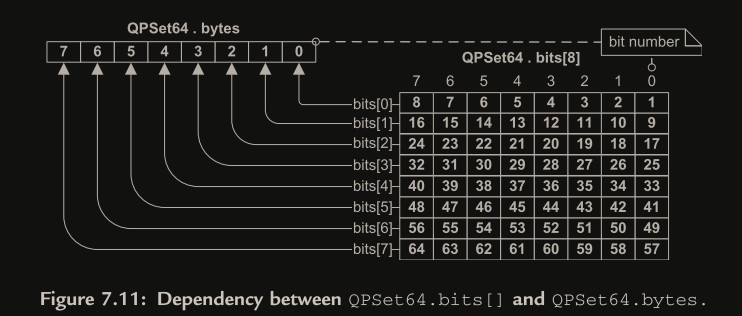 QPSet64 . bytes
7 6 5 4 3 2 1 0
bit number
QPSet64 . bits[8]
7 6 5 4 3 2 1 0
bits[0] 8 7 6 5 4 3 2 1
bits[1] 16 15 14 13 12 11 10 9
bits[2] 24 23 22 21 20 19 18 17
bits[3] 32 31 30 29 28 27 26 25
bits[4] 40 39 38 37 36 35 34 33
bits[5] 48 47 46 45 44 43 42 41
bits[6] 56 55 54 53 52 51 50 49
bits[7] 64 63 62 61 60 59 58 57
Figure 7.11: Dependency between QPSet64.bits[] and QPSet64.bytes.